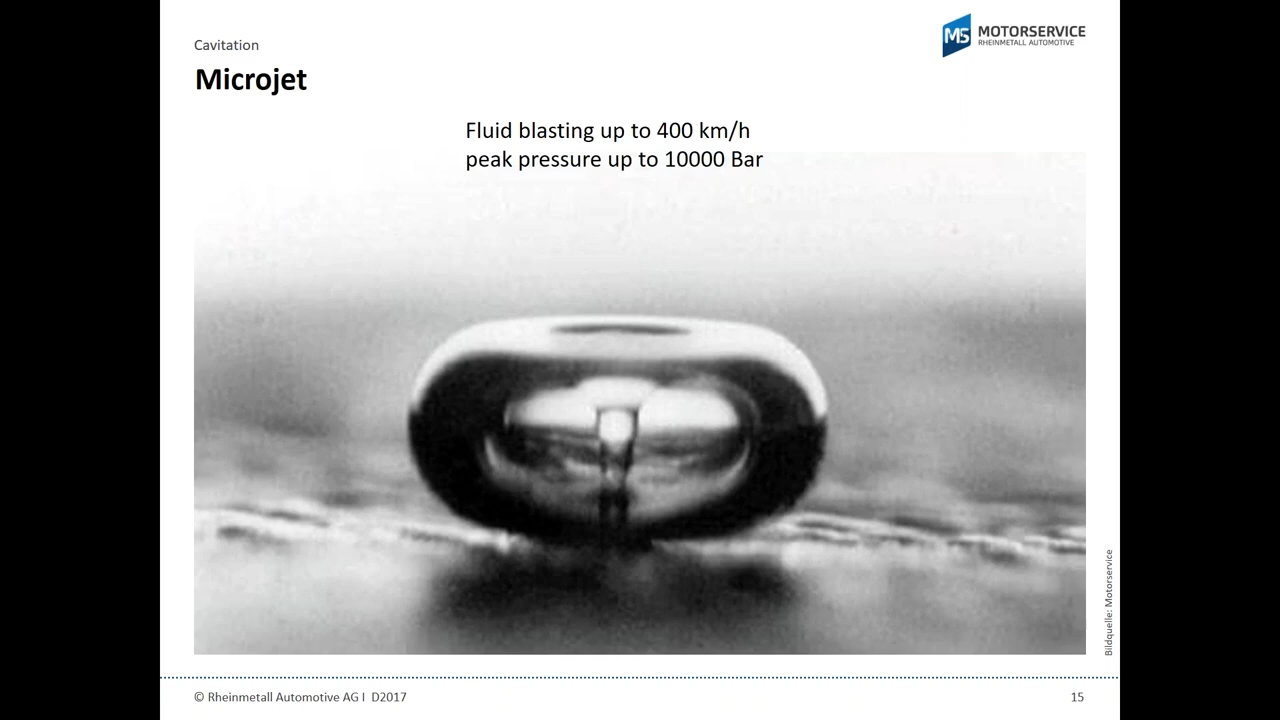 Cavitation
Microjet
MS
MOTORSERVICE
RHEINMETALL AUTOMOTIVE
Fluid blasting up to 400 km/h
peak pressure up to 10000 Bar
Bildquelle: Motorservice
© Rheinmetall Automotive AG I D2017
15